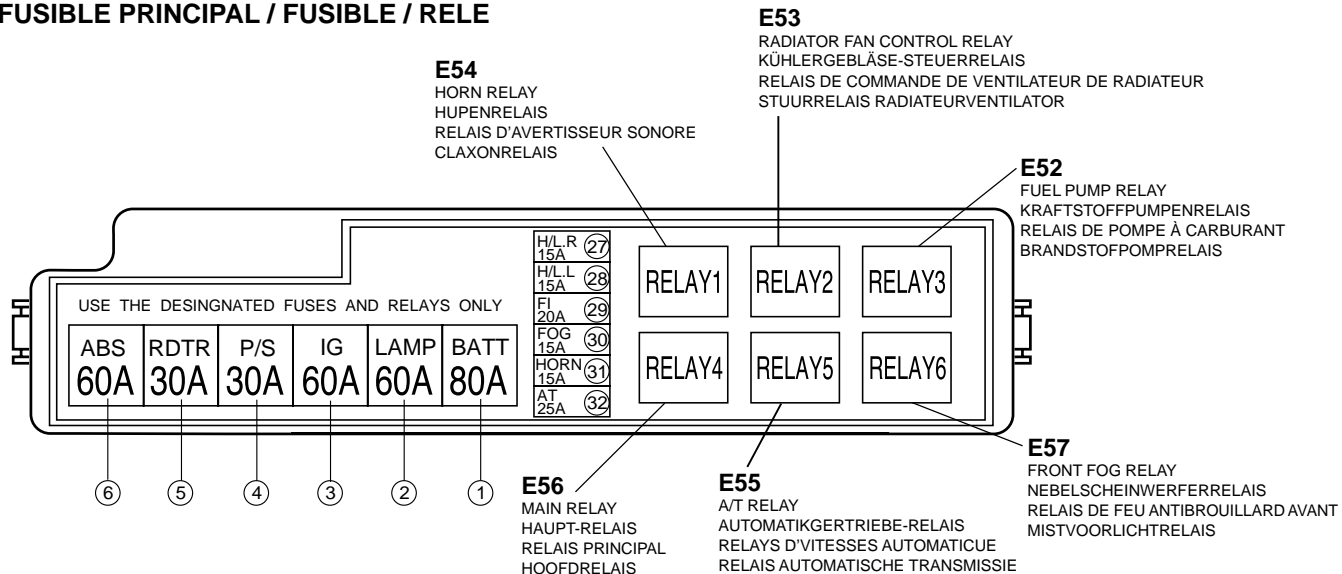 FUSIBLE PRINCIPAL / FUSIBLE / RELE
E53
RADIATOR FAN CONTROL RELAY
KÜHLERGEBLÄSE-STEUERRELAIS
RELAIS DE COMMANDE DE VENTILATEUR DE RADIATEUR
STUURRELAIS RADIATEURVENTILATOR
E54
HORN RELAY
HUPENRELAIS
RELAIS D'AVERTISSEUR SONORE
CLAXONRELAIS
E52
FUEL PUMP RELAY
KRAFTSTOFFPUMPENRELAIS
RELAIS DE POMPE À CARBURANT
BRANDSTOFPOMPRELAIS
H/L.R
15A
27
H/L.L
15A
28
FI
20A
29
FOG
15A
30
HORN
15A
31
AT
25A
32
RELAY1
RELAY2
RELAY3
RELAY4
RELAY5
RELAY6
USE THE DESINGNATED FUSES AND RELAYS ONLY
ABS
60A
RDTR
30A
P/S
30A
IG
60A
LAMP
60A
BATT
80A
6
5
4
3
2
1
E56
MAIN RELAY
HAUPT-RELAIS
RELAIS PRINCIPAL
HOOFDRELAIS
E55
A/T RELAY
AUTOMATIKGERTRIEBE-RELAIS
RELAYS D'VITESSES AUTOMATICUE
RELAIS AUTOMATISCHE TRANSMISSIE
E57
FRONT FOG RELAY
NEBELSCHEINWERFERRELAIS
RELAIS DE FEU ANTIBROUILLARD AVANT
MISTVOORLICHTRELAIS